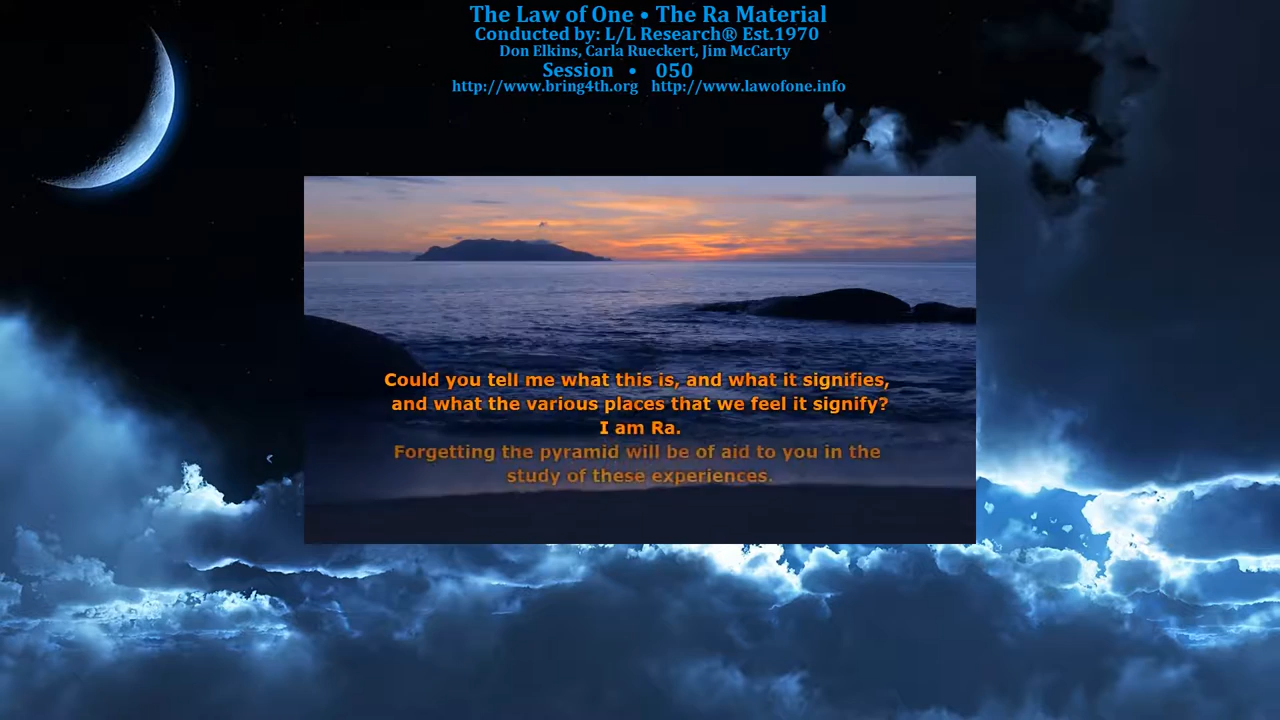 The Law of One • The Ra Material
Conducted by: L/L Research® Est.1970
Don Elkins, Carla Rueckert, Jim McCarty
Session • 050
http://www.bring4th.org http://www.lawofone.info
Could you tell me what this is, and what it signifies,
and what the various places that we feel it signify?
I am Ra.
Forgetting the pyramid will be of aid to you in the
study of these experiences.